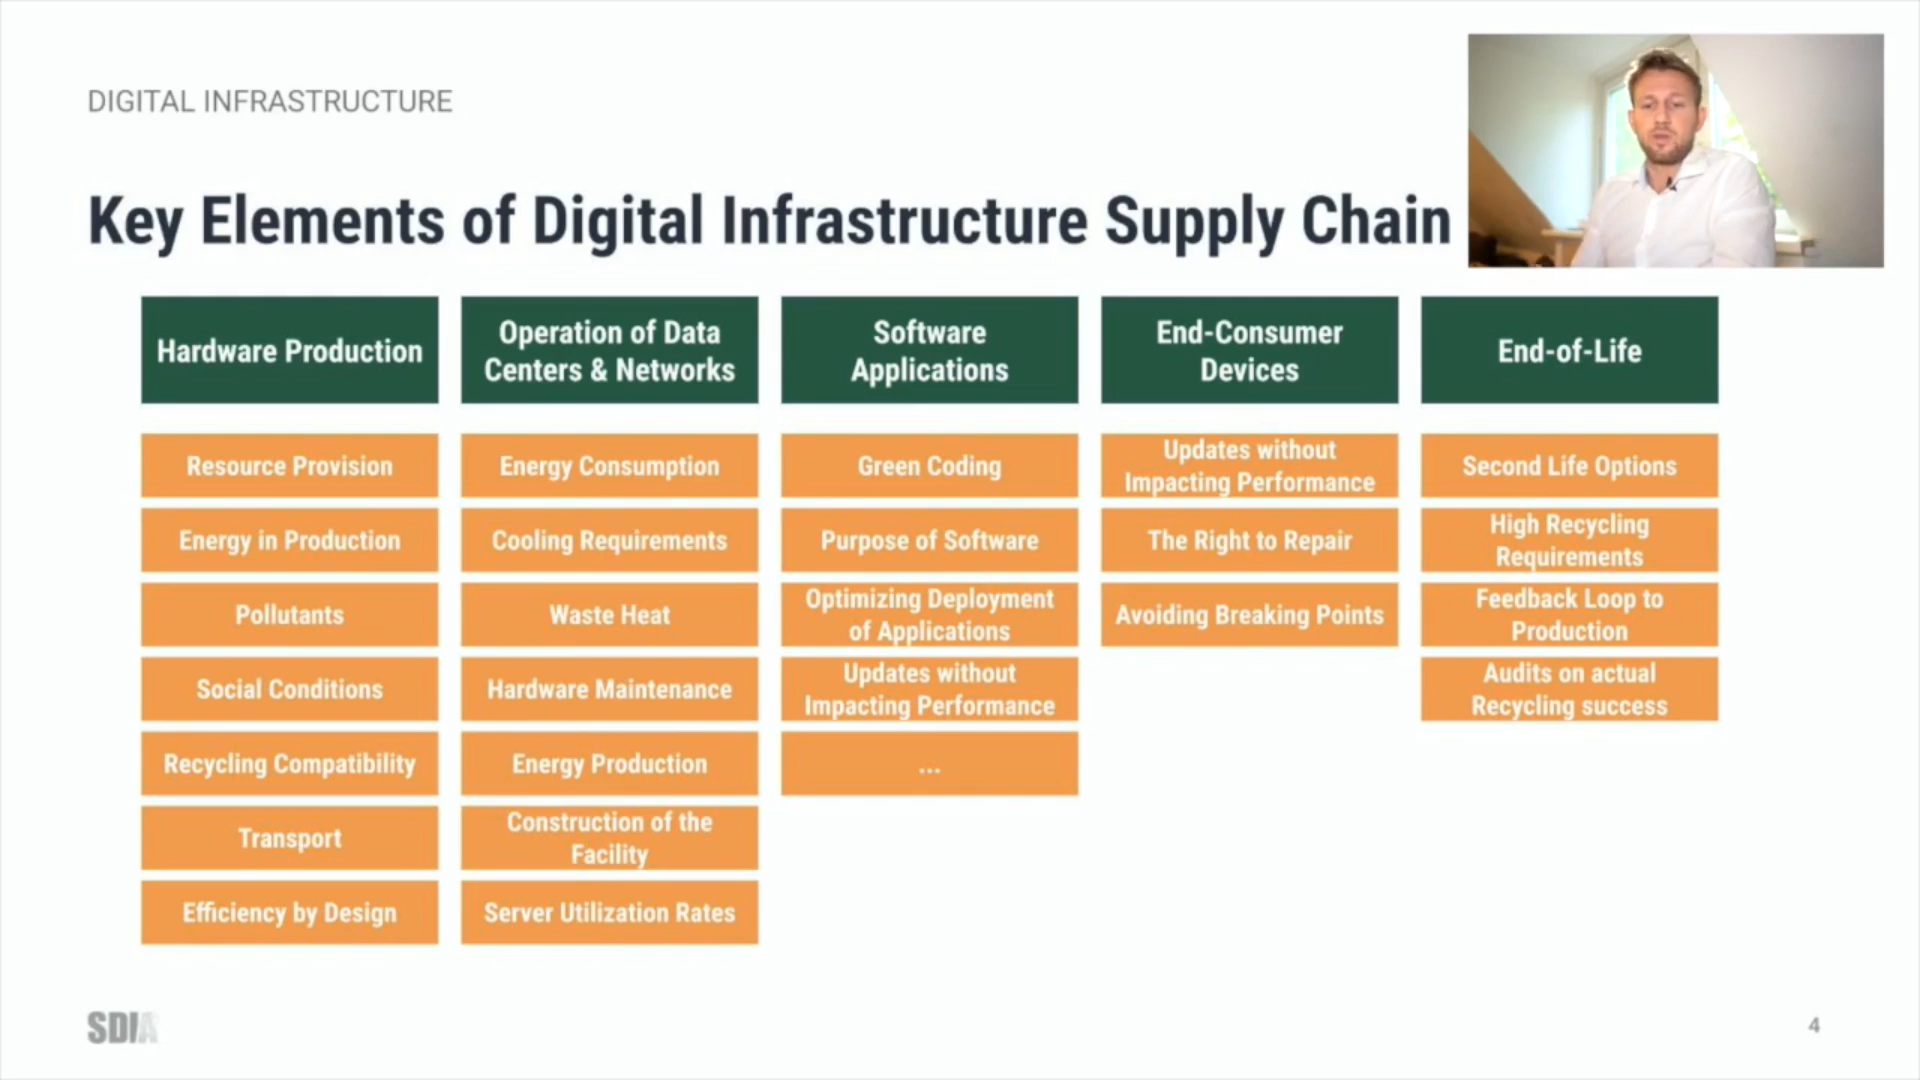 DIGITAL INFRASTRUCTURE
Key Elements of Digital Infrastructure Supply Chain
Hardware Production
Resource Provision
Energy in Production
Pollutants
Social Conditions
Recycling Compatibility
Transport
Efficiency by Design
Operation of Data
Centers & Networks
Energy Consumption
Cooling Requirements
Waste Heat
Hardware Maintenance
Energy Production
Construction of the
Facility
Server Utilization Rates
Software
Applications
Green Coding
Purpose of Software
Optimizing Deployment
of Applications
Updates without
Impacting Performance
...
End-Consumer
Devices
Updates without
Impacting Performance
The Right to Repair
Avoiding Breaking Points
End-of-Life
Second Life Options
High Recycling
Requirements
Feedback Loop to
Production
Audits on actual
Recycling success
SDIA
4